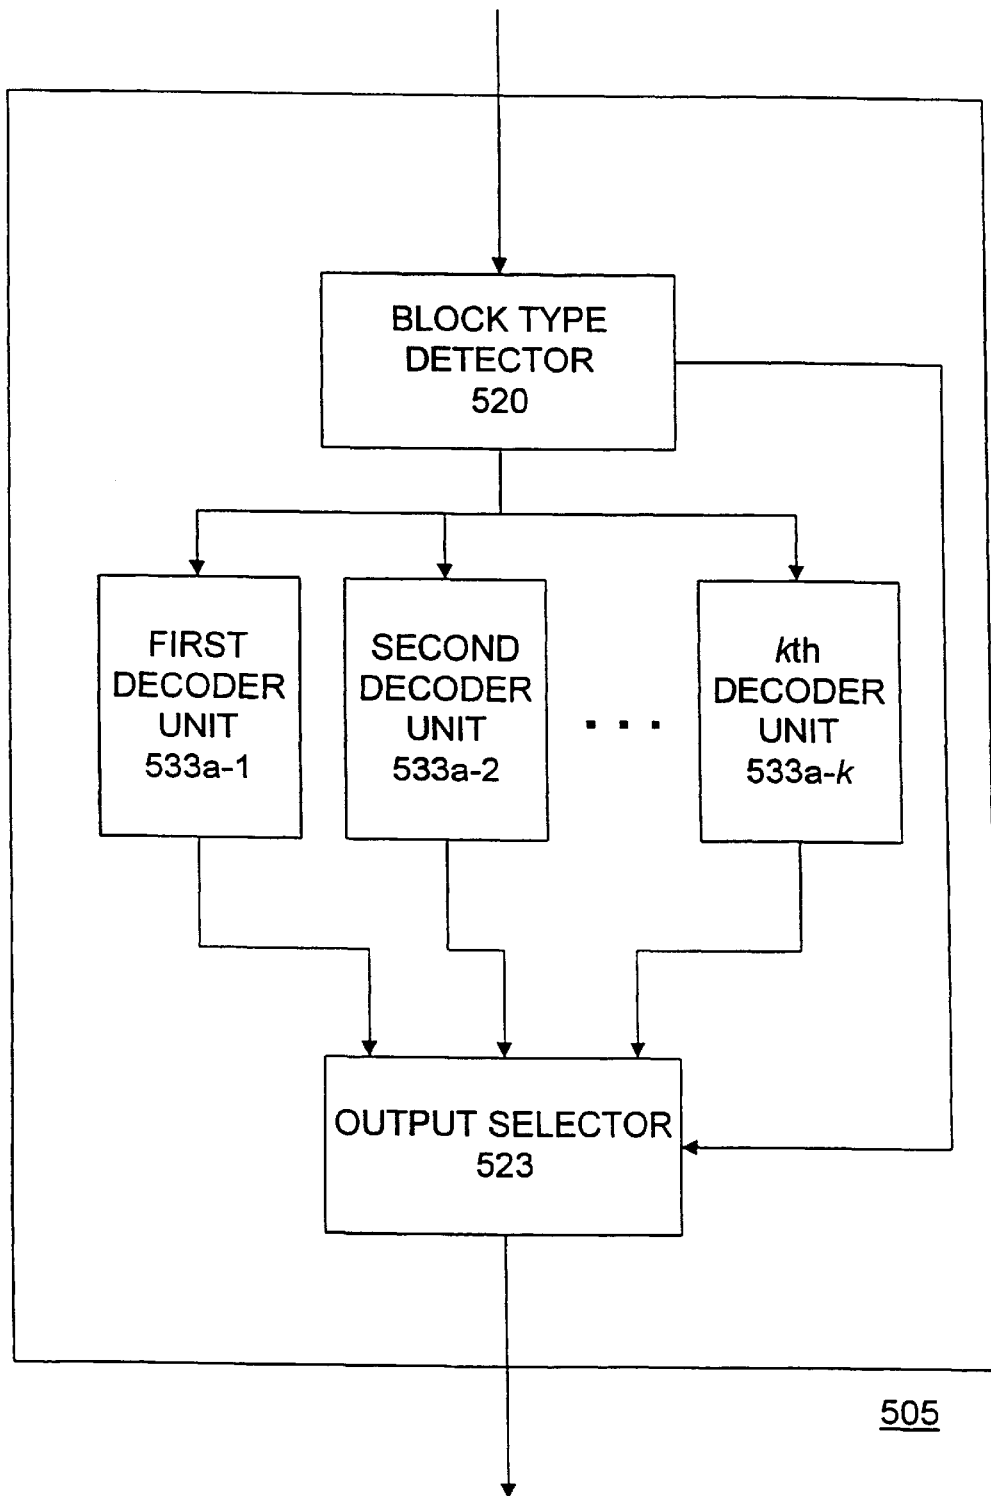 BLOCK TYPE
DETECTOR
520
FIRST
DECODER
UNIT
533a-1
SECOND
DECODER
UNIT
533a-2
. . .
kth
DECODER
UNIT
533a-k
OUTPUT SELECTOR
523
505